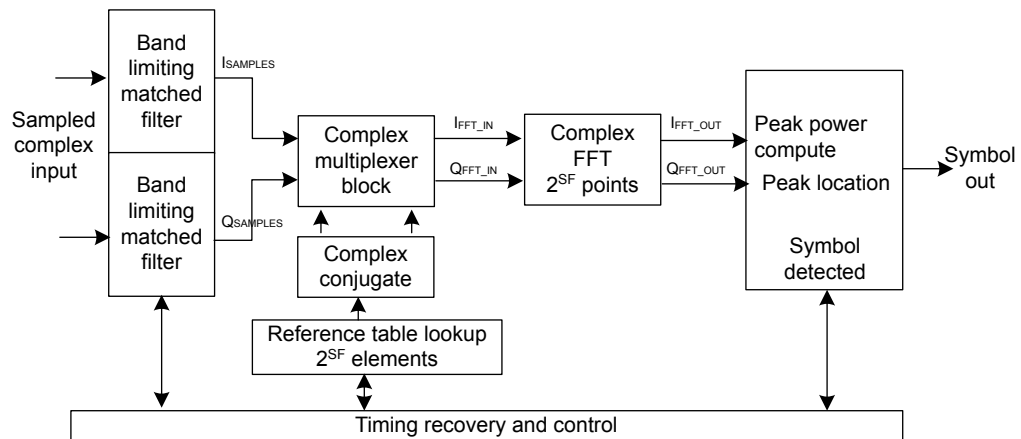 Band
limiting
matched
filter
Sampled
complex
input
Band
limiting
matched
filter
ISAMPLES
QSAMPLES
Complex
multiplexer
block
Complex
conjugate
Reference table lookup
2SF elements
IFFT_IN
QFFT_IN
Complex
FFT
2SF points
IFFT_OUT
QFFT_OUT
Peak power
compute
Peak location
Symbol
detected
Symbol
out
Timing recovery and control